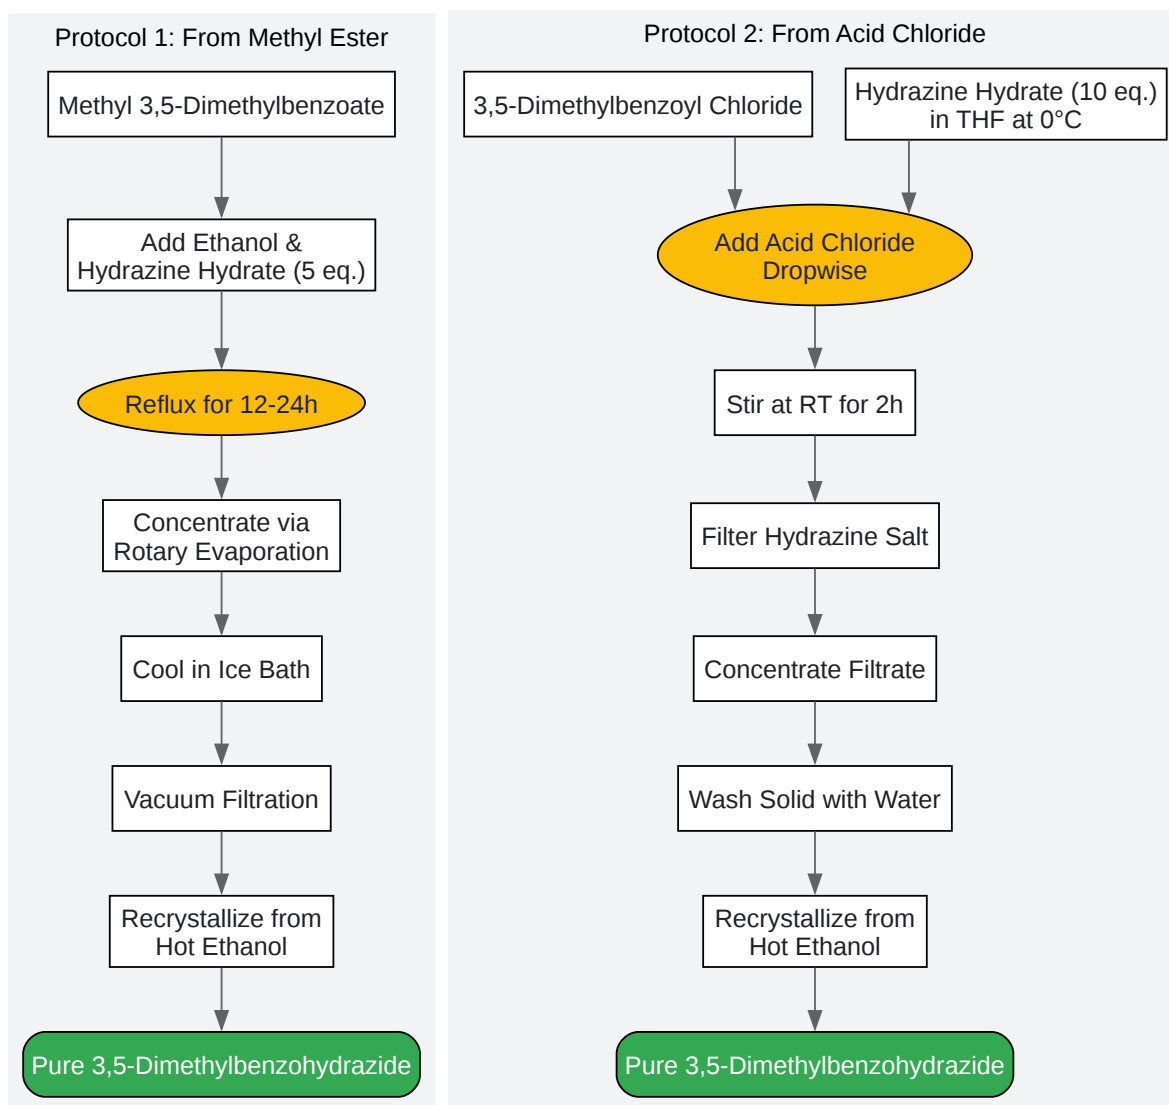 Protocol 1: From Methyl Ester
Methyl 3,5-Dimethylbenzoate
Add Ethanol &
Hydrazine Hydrate (5 eq.)
Reflux for 12-24h
Concentrate via
Rotary Evaporation
Cool in Ice Bath
Vacuum Filtration
Recrystallize from
Hot Ethanol
Pure 3,5-Dimethylbenzohydrazide
Protocol 2: From Acid Chloride
3,5-Dimethylbenzoyl Chloride
Hydrazine Hydrate (10 eq.)
in THF at 0°C
Add Acid Chloride
Dropwise
Stir at RT for 2h
Filter Hydrazine Salt
Concentrate Filtrate
Wash Solid with Water
Recrystallize from
Hot Ethanol
Pure 3,5-Dimethylbenzohydrazide